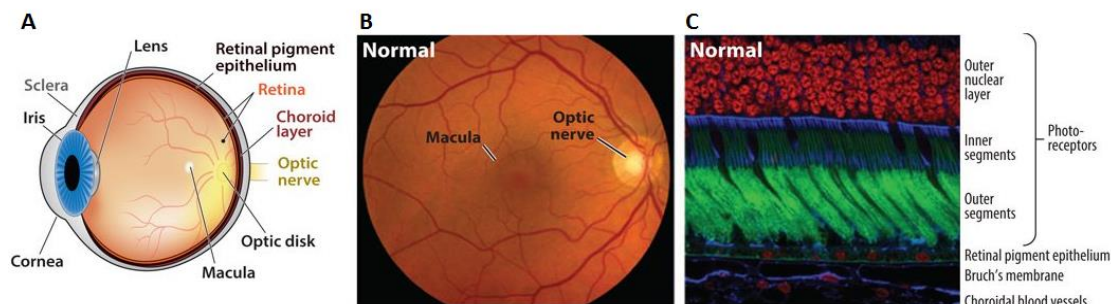 A
Lens
Retinal pigment
epithelium
Sclera
Retina
Iris
Choroid
layer
Optic
nerve
Optic disk
Cornea
Macula
B
Normal
Macula
Optic
nerve
C
Normal
Outer
nuclear
layer
Inner
segments
Photo-
receptors
Outer
segments
Retinal pigment epithelium
Bruch's membrane
Choroidal blood vessels